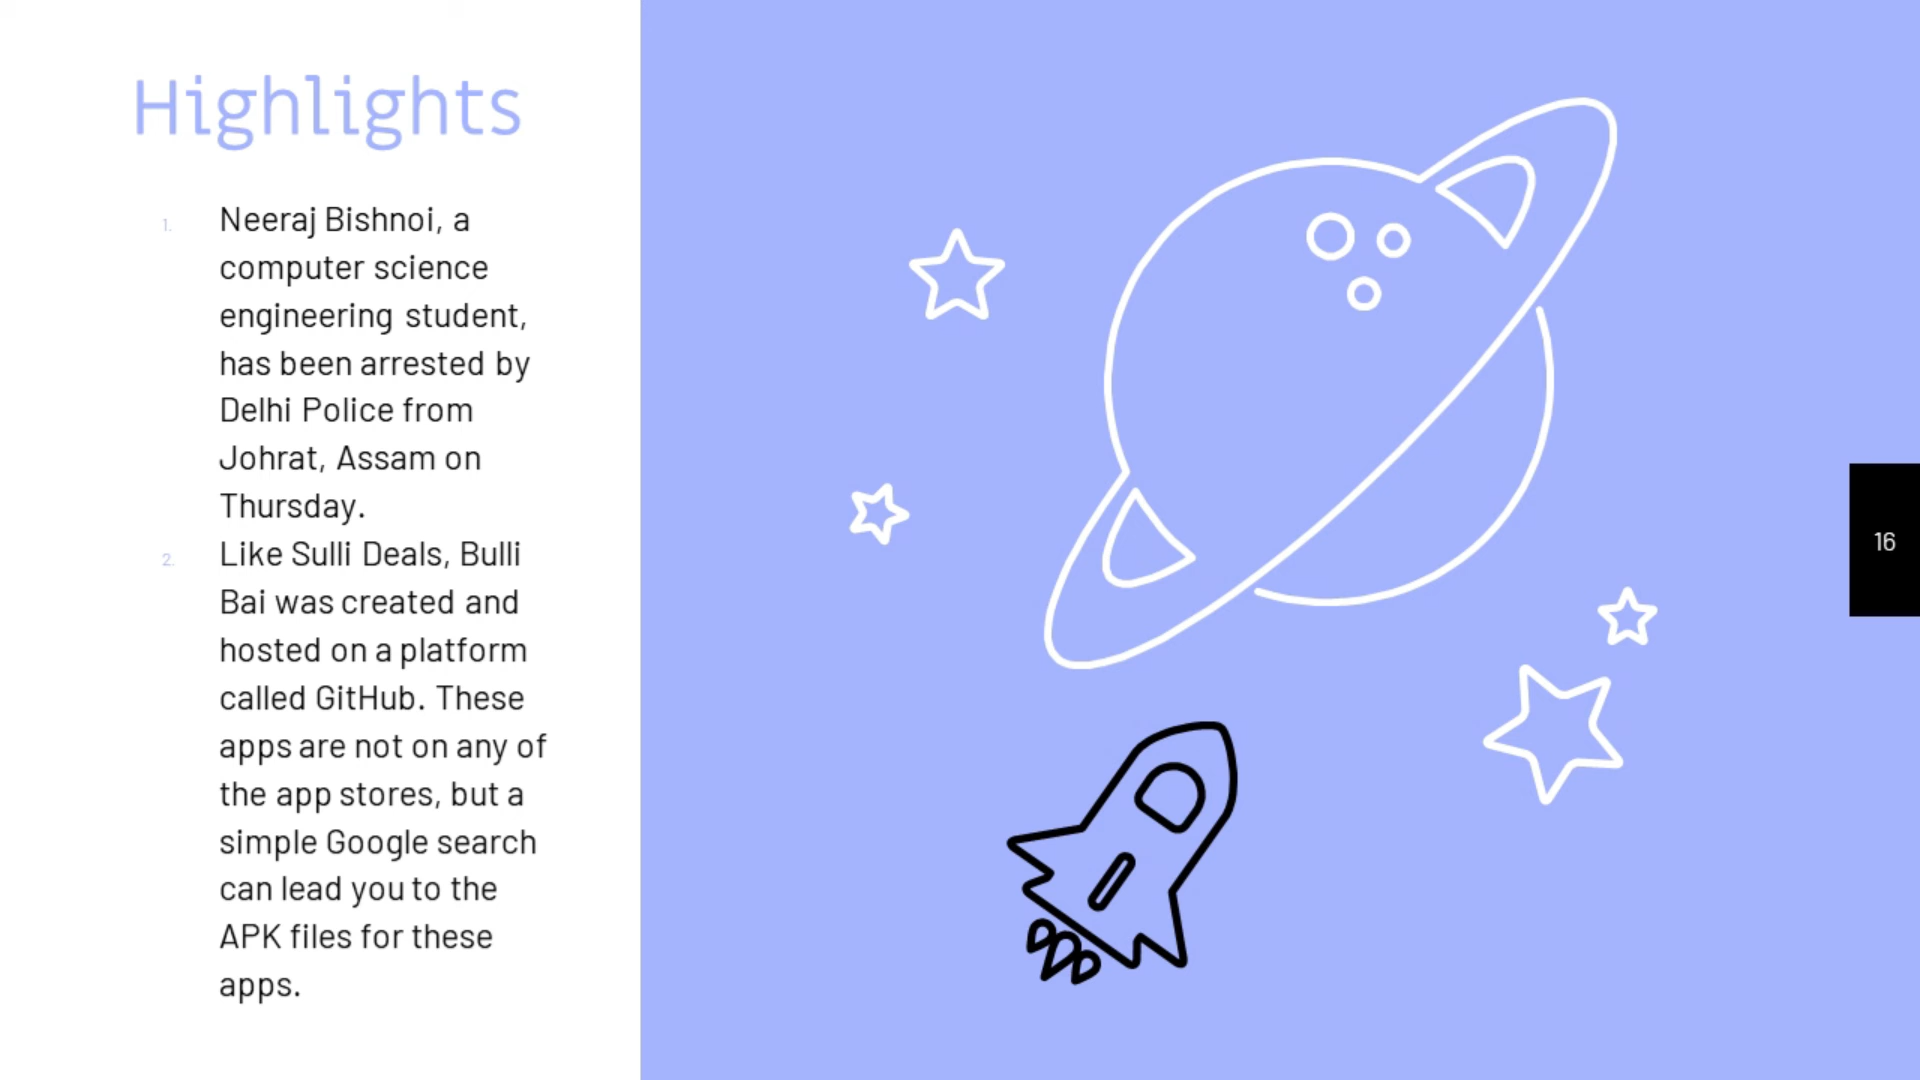 Highlights
1. Neeraj Bishnoi, a
computer science
engineering student,
has been arrested by
Delhi Police from
Johrat, Assam on
Thursday.
2. Like Sulli Deals, Bulli
Bai was created and
hosted on a platform
called GitHub. These
apps are not on any of
the app stores, but a
simple Google search
can lead you to the
APK files for these
apps.
16